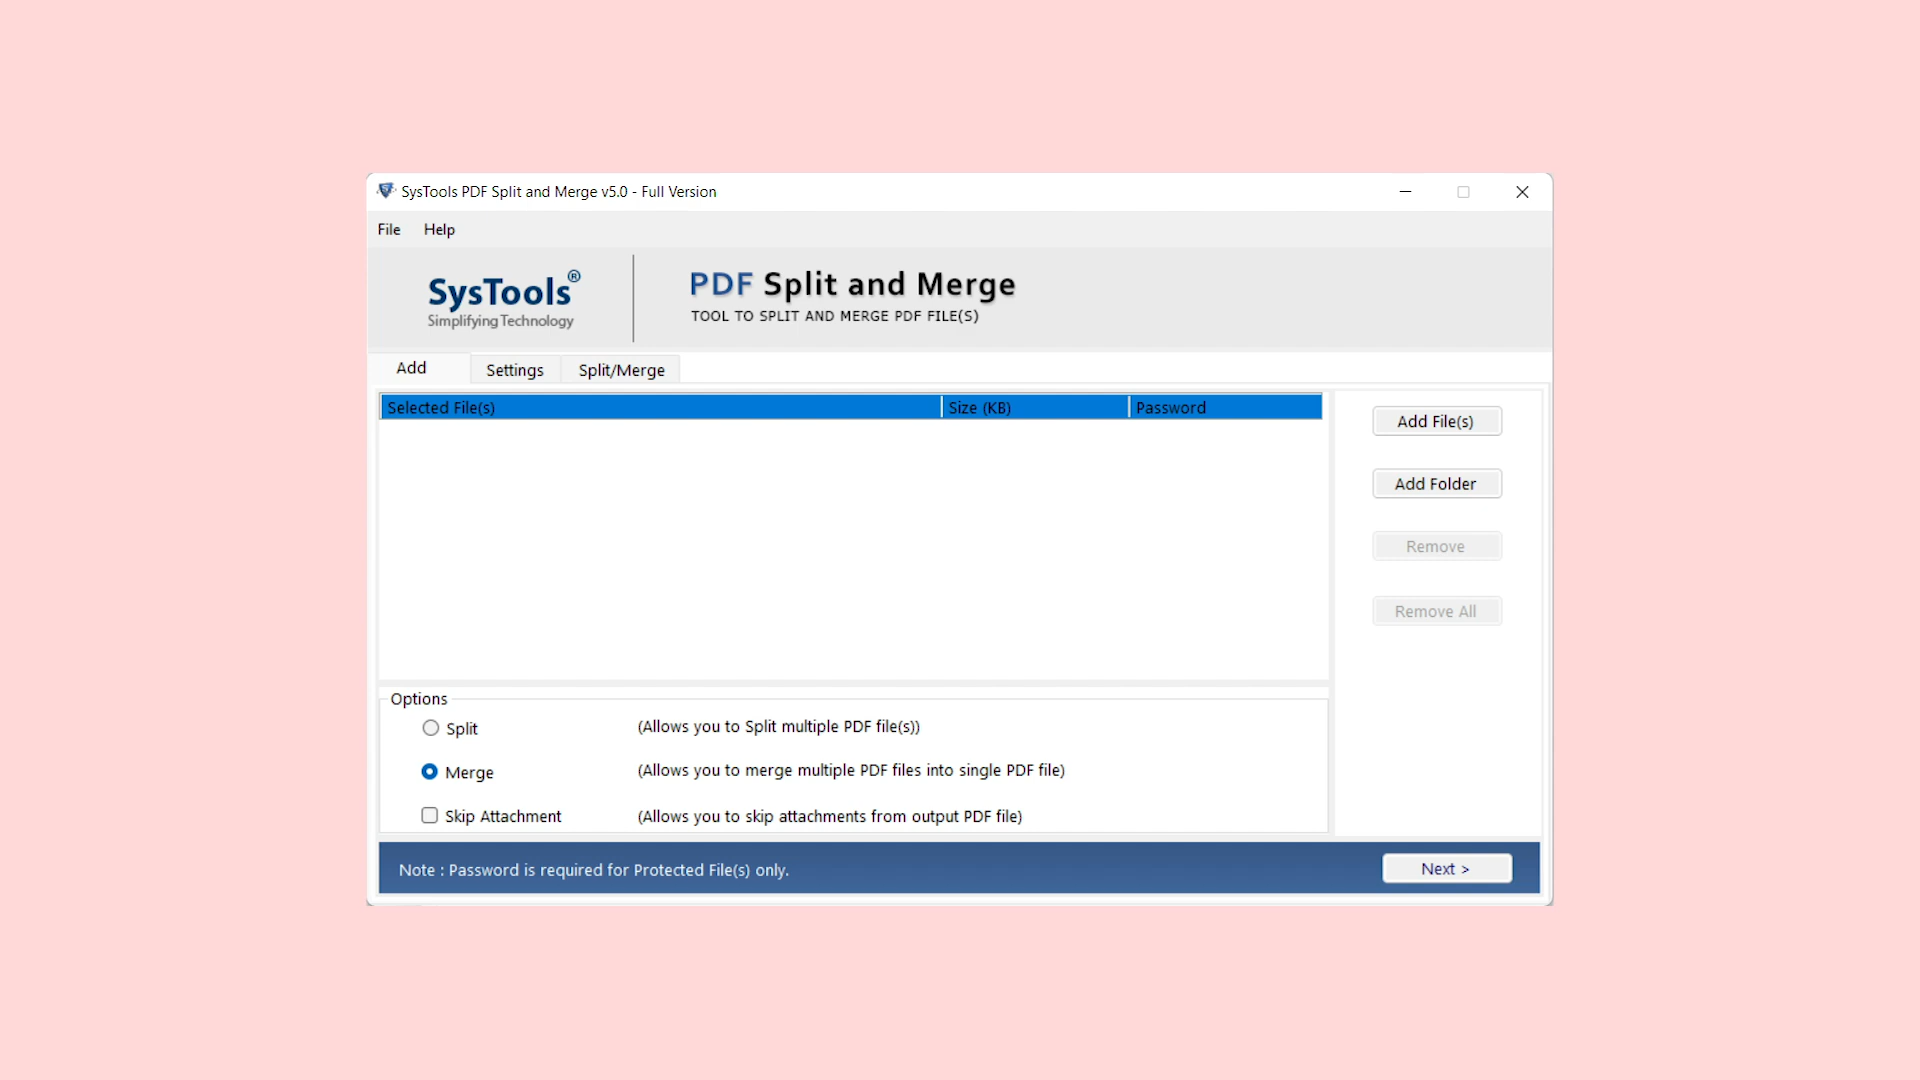 SysTools PDF Split and Merge v5.0 - Full Version
File Help
SysTools®
Simplifying Technology
PDF Split and Merge
TOOL TO SPLIT AND MERGE PDF FILE(S)
Add Settings Split/Merge
Selected File(s) Size (KB) Password
Add File(s)
Add Folder
Remove
Remove All
Options
Split (Allows you to Split multiple PDF file(s))
Merge (Allows you to merge multiple PDF files into single PDF file)
Skip Attachment (Allows you to skip attachments from output PDF file)
Note : Password is required for Protected File(s) only.
Next >